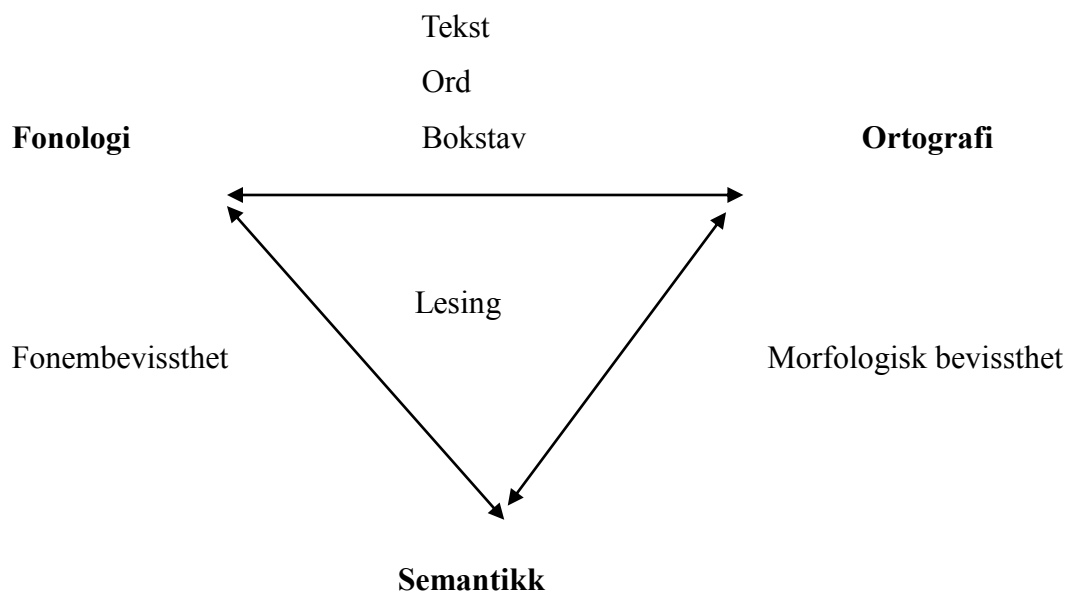 Tekst
Ord
Fonologi Bokstav Ortografi
Lesing
Fonembevissthet Morfologisk bevissthet
Semantikk